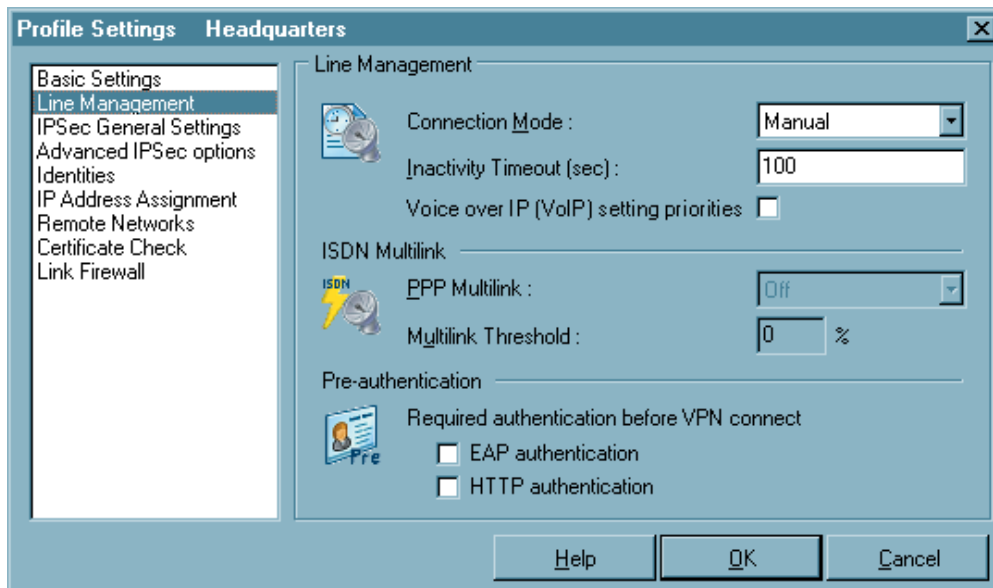 Profile Settings Headquarters
Basic Settings
Line Management
IPSec General Settings
Advanced IPSec options
Identities
IP Address Assignment
Remote Networks
Certificate Check
Link Firewall
Line Management
Connection Mode : Manual
Inactivity Timeout (sec) : 100
Voice over IP (VoIP) setting priorities
ISDN Multilink
ISDN
PPP Multilink : Off
Multilink Threshold : 0 %
Pre-authentication
Required authentication before VPN connect
Pre
EAP authentication
HTTP authentication
Help OK Cancel